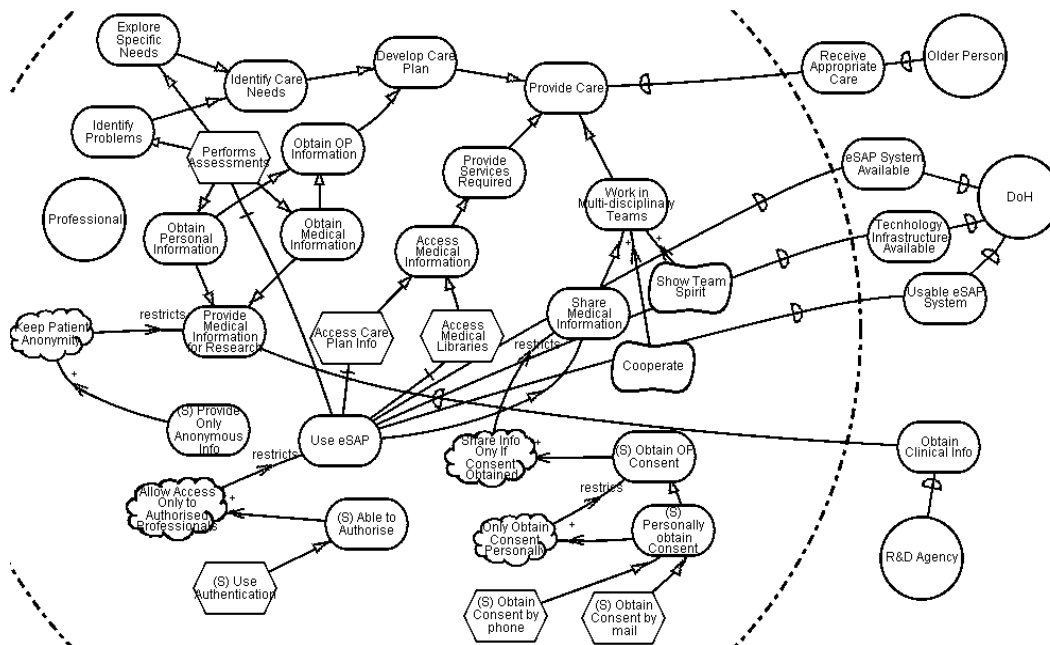 Explore
Specific
Needs
Identify Care
Needs
Develop Care
Plan
Provide Care
Receive
Appropriate
Care
Older Person
Identify
Problems
Performs
Assessments
Obtain OP
Information
Provide
Services
Required
eSAP System
Available
DoH
Professional
Obtain
Personal
Information
Obtain
Medical
Information
Access
Medical
Information
Work in
Multi-disciplinary
Teams
Tecnhology
Infrastructure
Available
+
+
Show Team
Spirit
Usable eSAP
System
Keep Patient
Anonymity
restricts
Provide
Medical
Information
for Research
Access Care
Plan Info
Access
Medical
Libraries
Share
Medical
Information
restricts
Cooperate
+
(S) Provide
Only
Anonymous
Info
Use eSAP
restricts
Share Info
Ony If
Consent
Obtained
+
(S) Obtain OP
Consent
Obtain
Clinical Info
Allow Access
Only to
Authorised
Professionals
+
(S) Able to
Authorise
restrics
Only Obtain
Consent
Personally
+
(S)
Personally
obtain
Consent
R&D Agency
(S) Use
Authentication
(S) Obtain
Consent by
phone
(S) Obtain
Consent by
mail